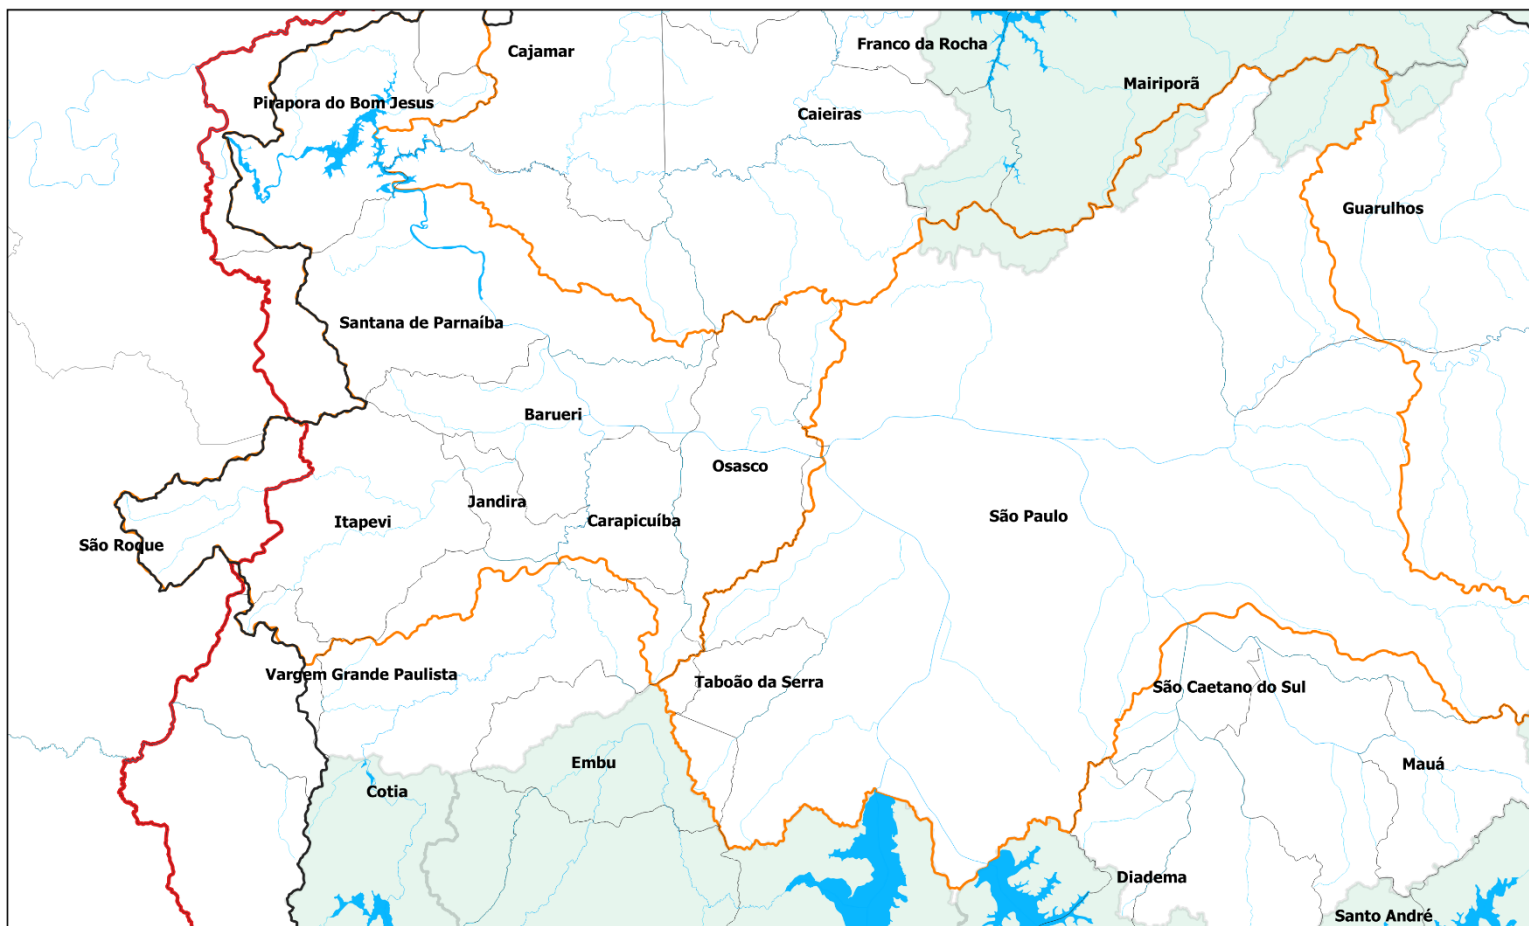 Franco da Rocha
Cajamar
Mairiporã
Pirapora do Bom Jesus
Caieiras
Guarulhos
Santana de Parnaíba
Barueri
Osasco
Jandira
São Paulo
Itapevi
Carapicuíba
São Roque
Vargem Grande Paulista
Taboão da Serra
São Caetano do Sul
Embu
Mauá
Cotia
Diadema
Santo André